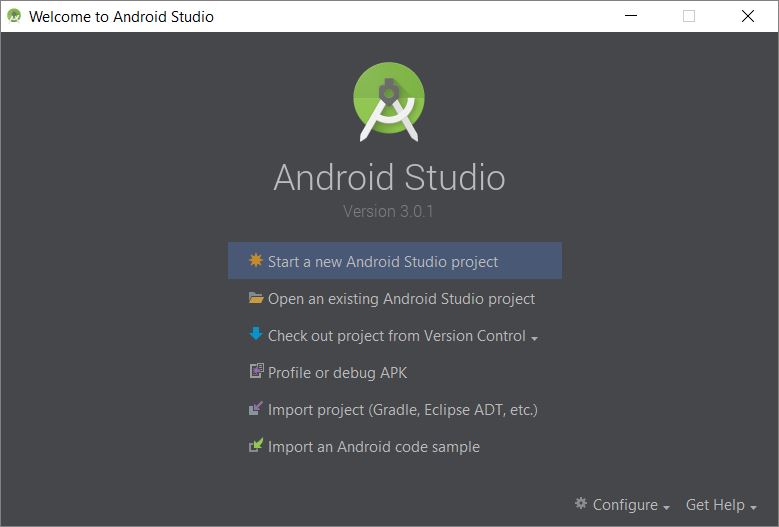 Welcome to Android Studio
Android Studio
Version 3.0.1
Start a new Android Studio project
Open an existing Android Studio project
Check out project from Version Control
Profile or debug APK
Import project (Gradle, Eclipse ADT, etc.)
Import an Android code sample
Configure Get Help